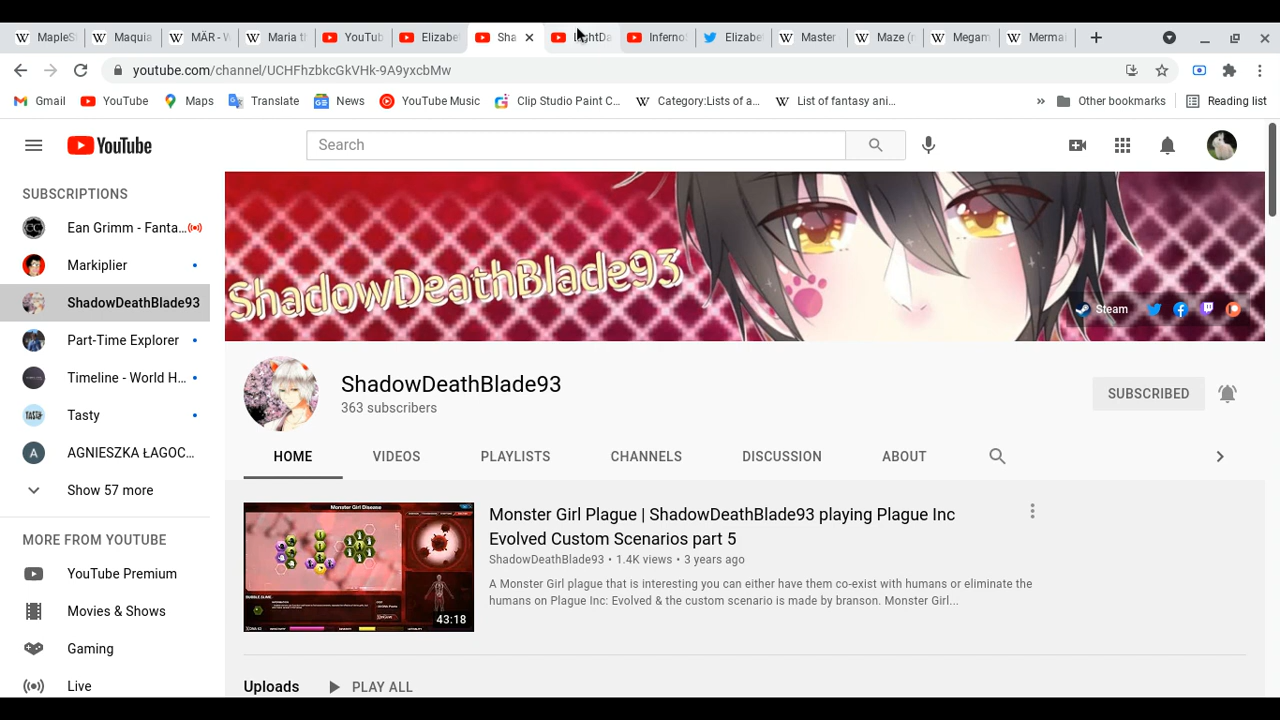 MapleS
Maquia
MÄR - W
Maria t
YouTub
Elizabe
Sha
LightDa
Inferno
Elizabe
Master
Maze (
Megam
Mermai
youtube.com/channel/UCHFhzbkcGkVHk-9A9yxcbMw
Gmail
YouTube
Maps
Translate
News
YouTube Music
Clip Studio Paint C...
Category:Lists of a...
List of fantasy ani...
»
Other bookmarks
Reading list
YouTube
Search
SUBSCRIPTIONS
Ean Grimm - Fanta...
Markiplier
ShadowDeathBlade93
Part-Time Explorer
Timeline - World H...
Tasty
AGNIESZKA ŁAGOC...
Show 57 more
MORE FROM YOUTUBE
YouTube Premium
Movies & Shows
Gaming
Live
ShadowDeathBlade93
Steam
ShadowDeathBlade93
363 subscribers
SUBSCRIBED
HOME
VIDEOS
PLAYLISTS
CHANNELS
DISCUSSION
ABOUT
Monster Girl Disease
43:18
Monster Girl Plague | ShadowDeathBlade93 playing Plague Inc
Evolved Custom Scenarios part 5
ShadowDeathBlade93 • 1.4K views • 3 years ago
A Monster Girl plague that is interesting you can either have them co-exist with humans or eliminate the
humans on Plague Inc: Evolved & the custom scenario is made by branson. Monster Girl...
Uploads
PLAY ALL